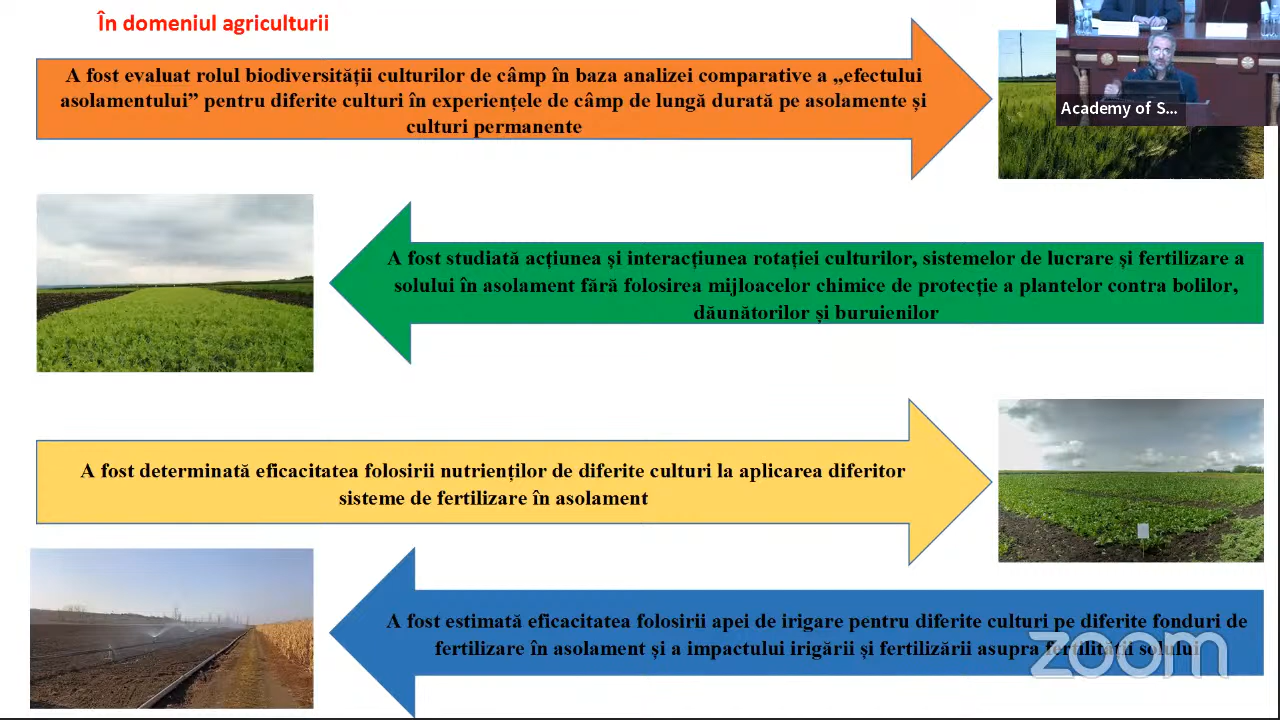 În domeniul agriculturii
A fost evaluat rolul biodiversității culturilor de câmp în baza analizei comparative a „efectului
asolamentului” pentru diferite culturi în experiențele de câmp de lungă durată pe asolamente și
culturi permanente
Academy of S...
A fost studiată acțiunea și interacțiunea rotației culturilor, sistemelor de lucrare și fertilizare a
solului în asolament fără folosirea mijloacelor chimice de protecție a plantelor contra bolilor,
dăunătorilor și buruienilor
A fost determinată eficacitatea folosirii nutrienților de diferite culturi la aplicarea diferitor
sisteme de fertilizare în asolament
A fost estimată eficacitatea folosirii apei de irigare pentru diferite culturi pe diferite fonduri de
fertilizare în asolament și a impactului irigării și fertilizării asupra fertilității solului
zoom